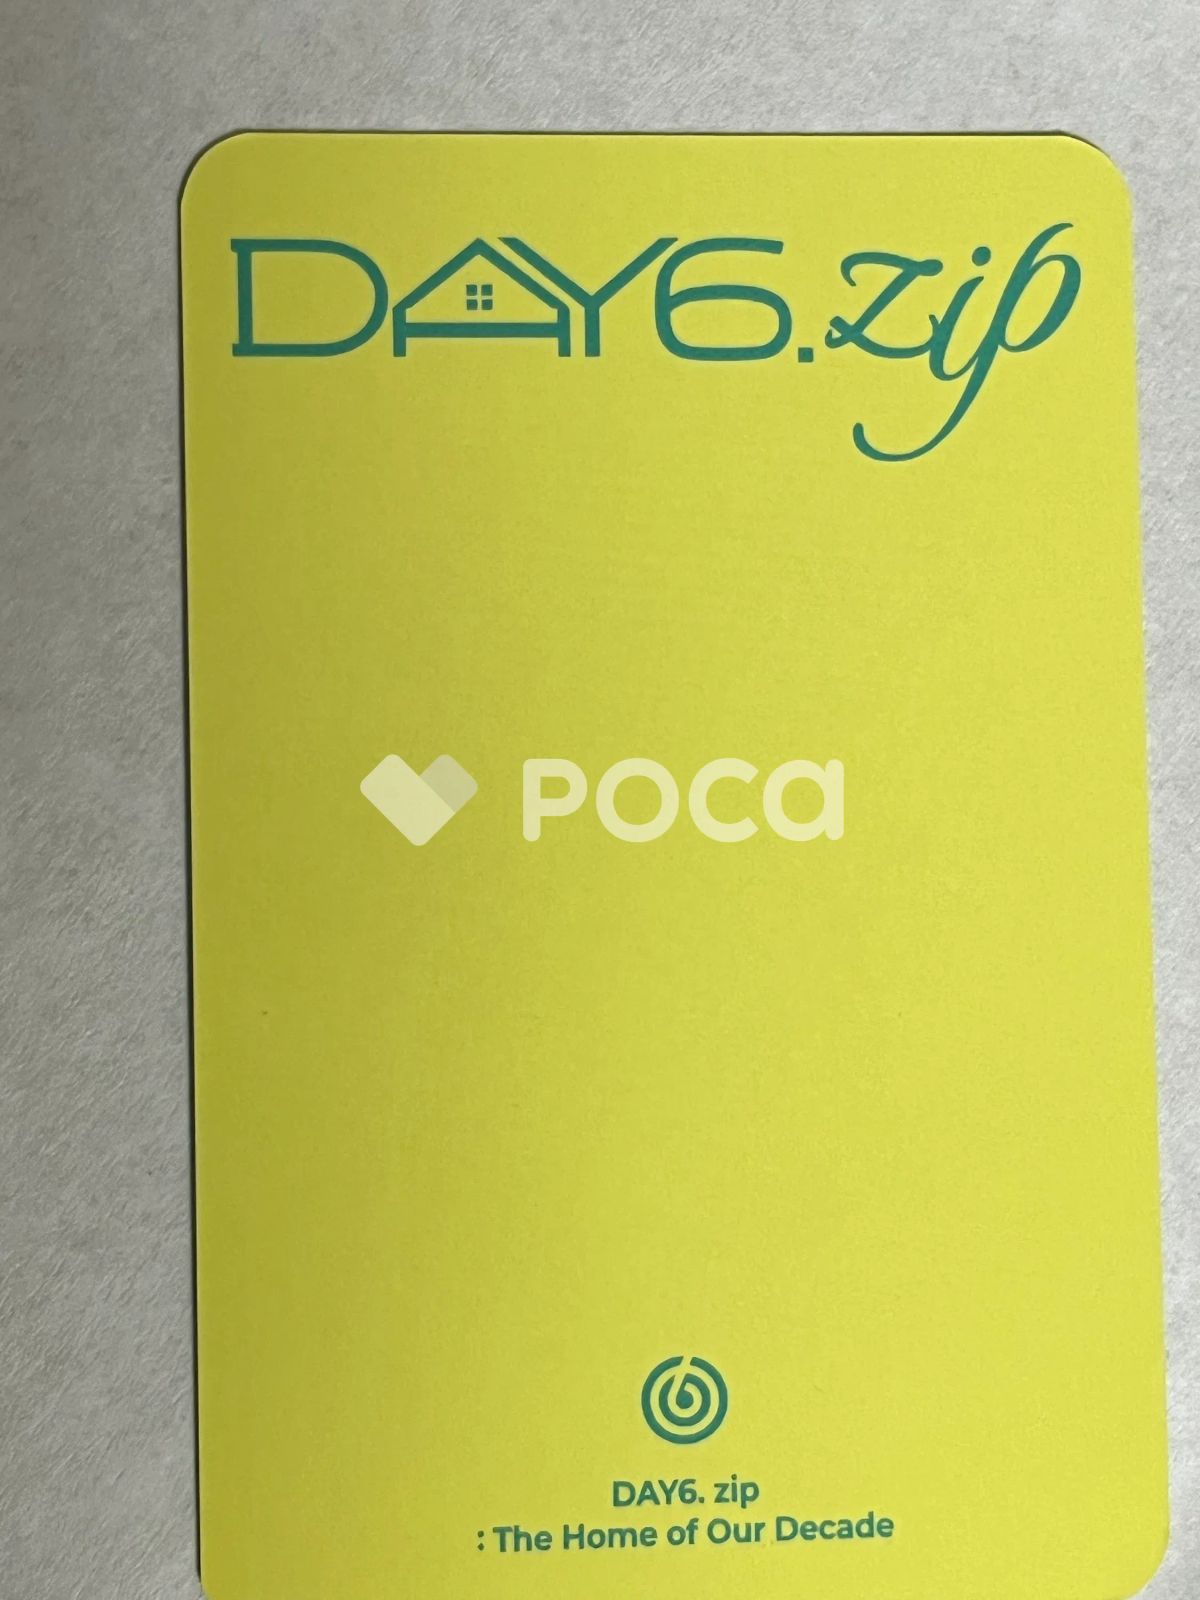 DAY6.zip
POCA
DAY6. zip
: The Home of Our Decade